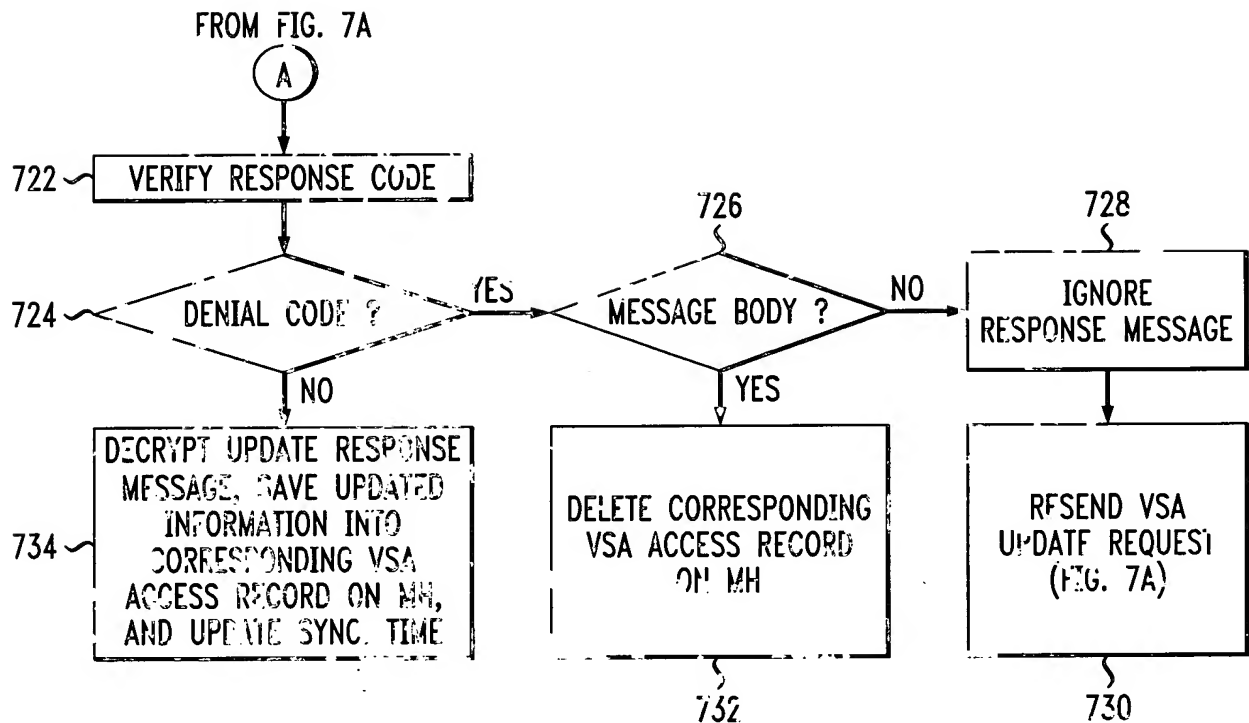 FROM FIG. 7A
A
722
VERIFY RESPONSE CODE
724
DENIAL CODE ?
YES
NO
726
MESSAGE BODY ?
NO
YES
728
IGNORE
RESPONSE MESSAGE
734
DECRYPT UPDATE RESPONSE
MESSAGE, SAVE UPDATED
INFORMATION INTO
CORRESPONDING VSA
ACCESS RECORD ON MH,
AND UPDATE SYNC. TIME
DELETE CORRESPONDING
VSA ACCESS RECORD
ON MH
732
RESEND VSA
UPDATE REQUEST
(FIG. 7A)
730